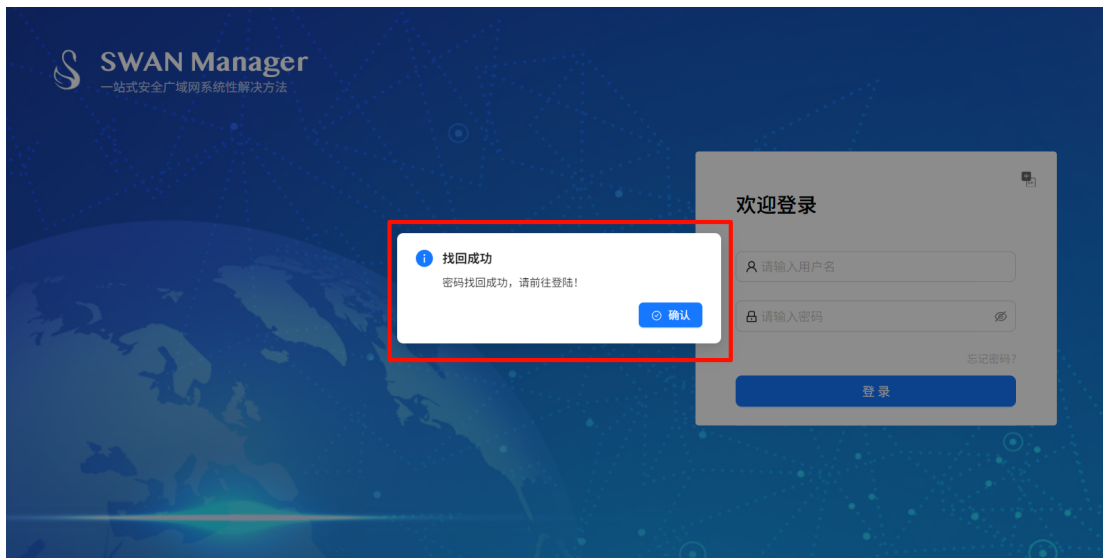 SWAN Manager
一站式安全广域网系统性解决方法
欢迎登录
找回成功
密码找回成功，请前往登陆！
确认
请输入用户名
请输入密码
忘记密码?
登 录